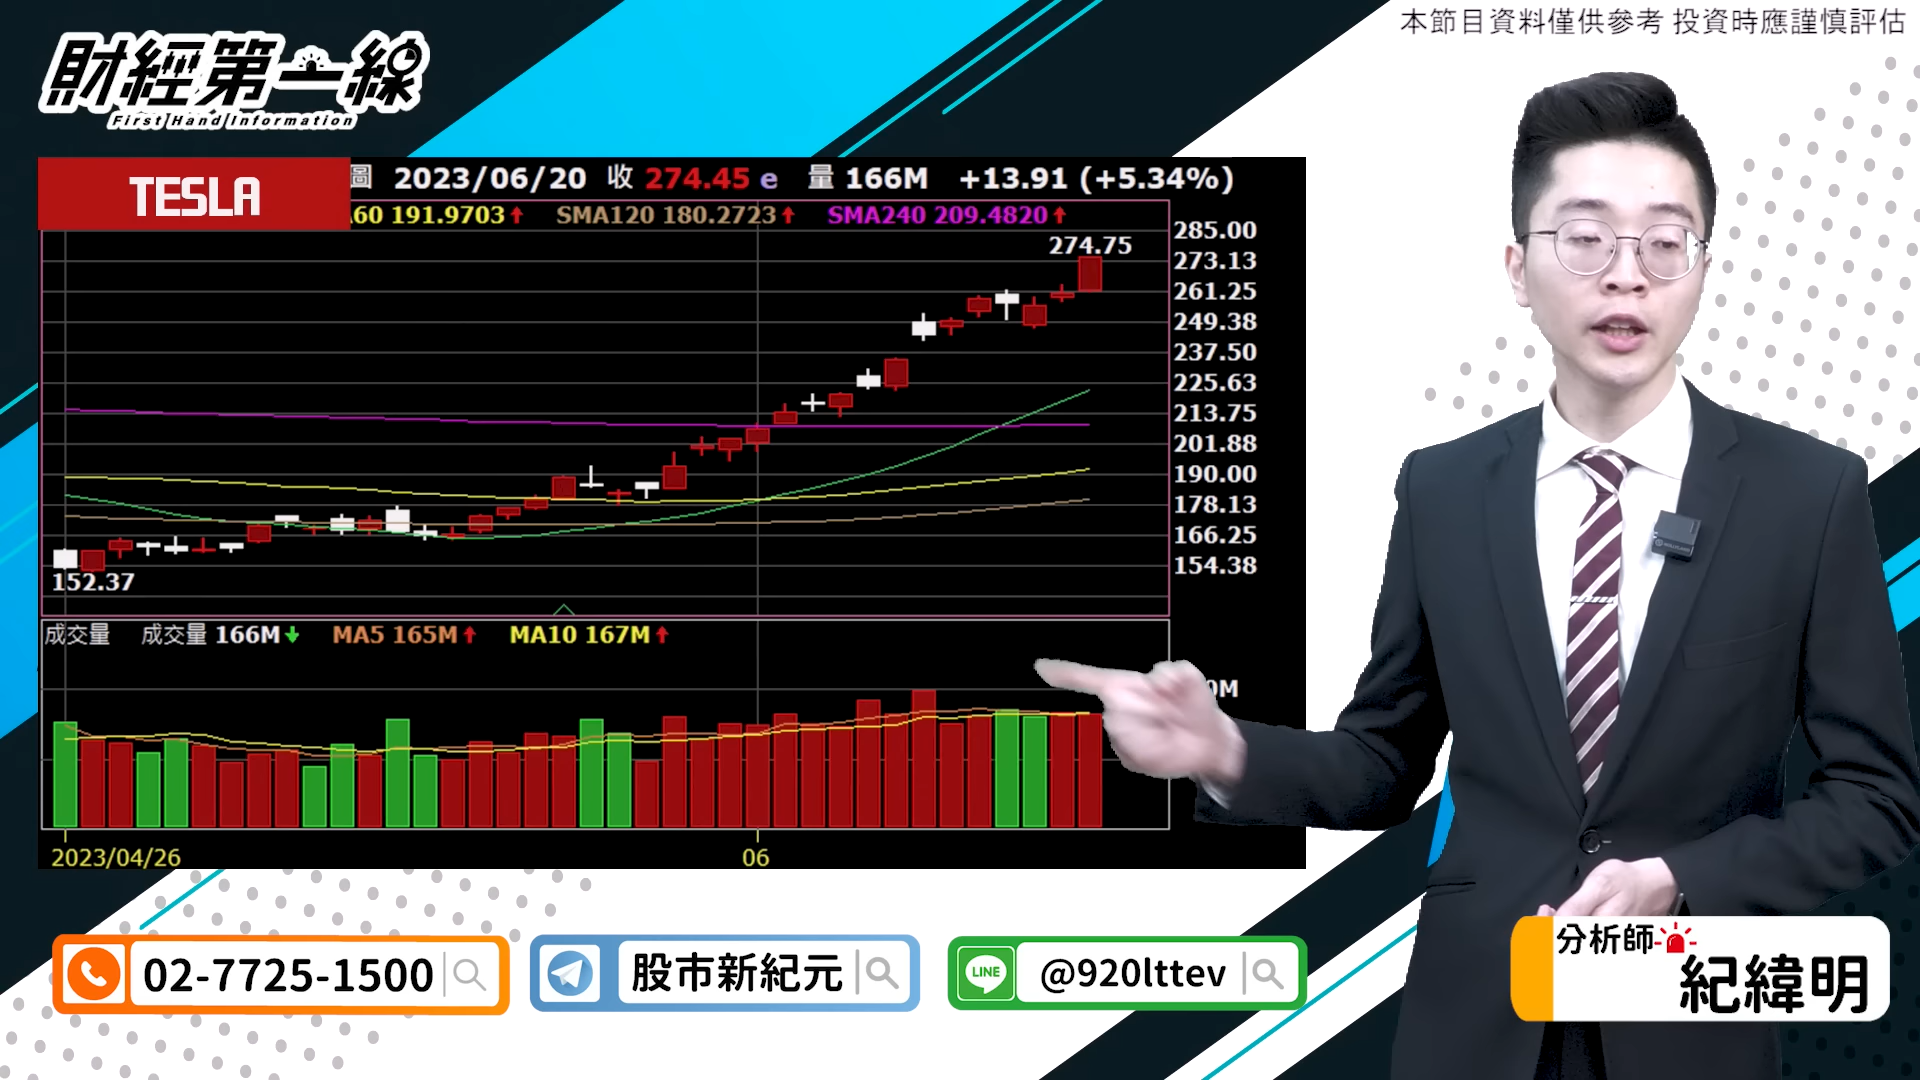 本節目資料僅供參考 投資時應謹慎評估
財經第一線
First Hand Information
TESLA
圖 2023/06/20 收 274.45 e 量 166M +13.91 (+5.34%)
60 191.9703↑ SMA120 180.2723↑ SMA240 209.4820↑
285.00
274.75
273.13
261.25
249.38
237.50
225.63
213.75
201.88
190.00
178.13
166.25
154.38
152.37
成交量 成交量 166M↓ MA5 165M↑ MA10 167M↑
0M
2023/04/26 06
02-7725-1500
股市新紀元
LINE @920lttev
分析師
紀緯明